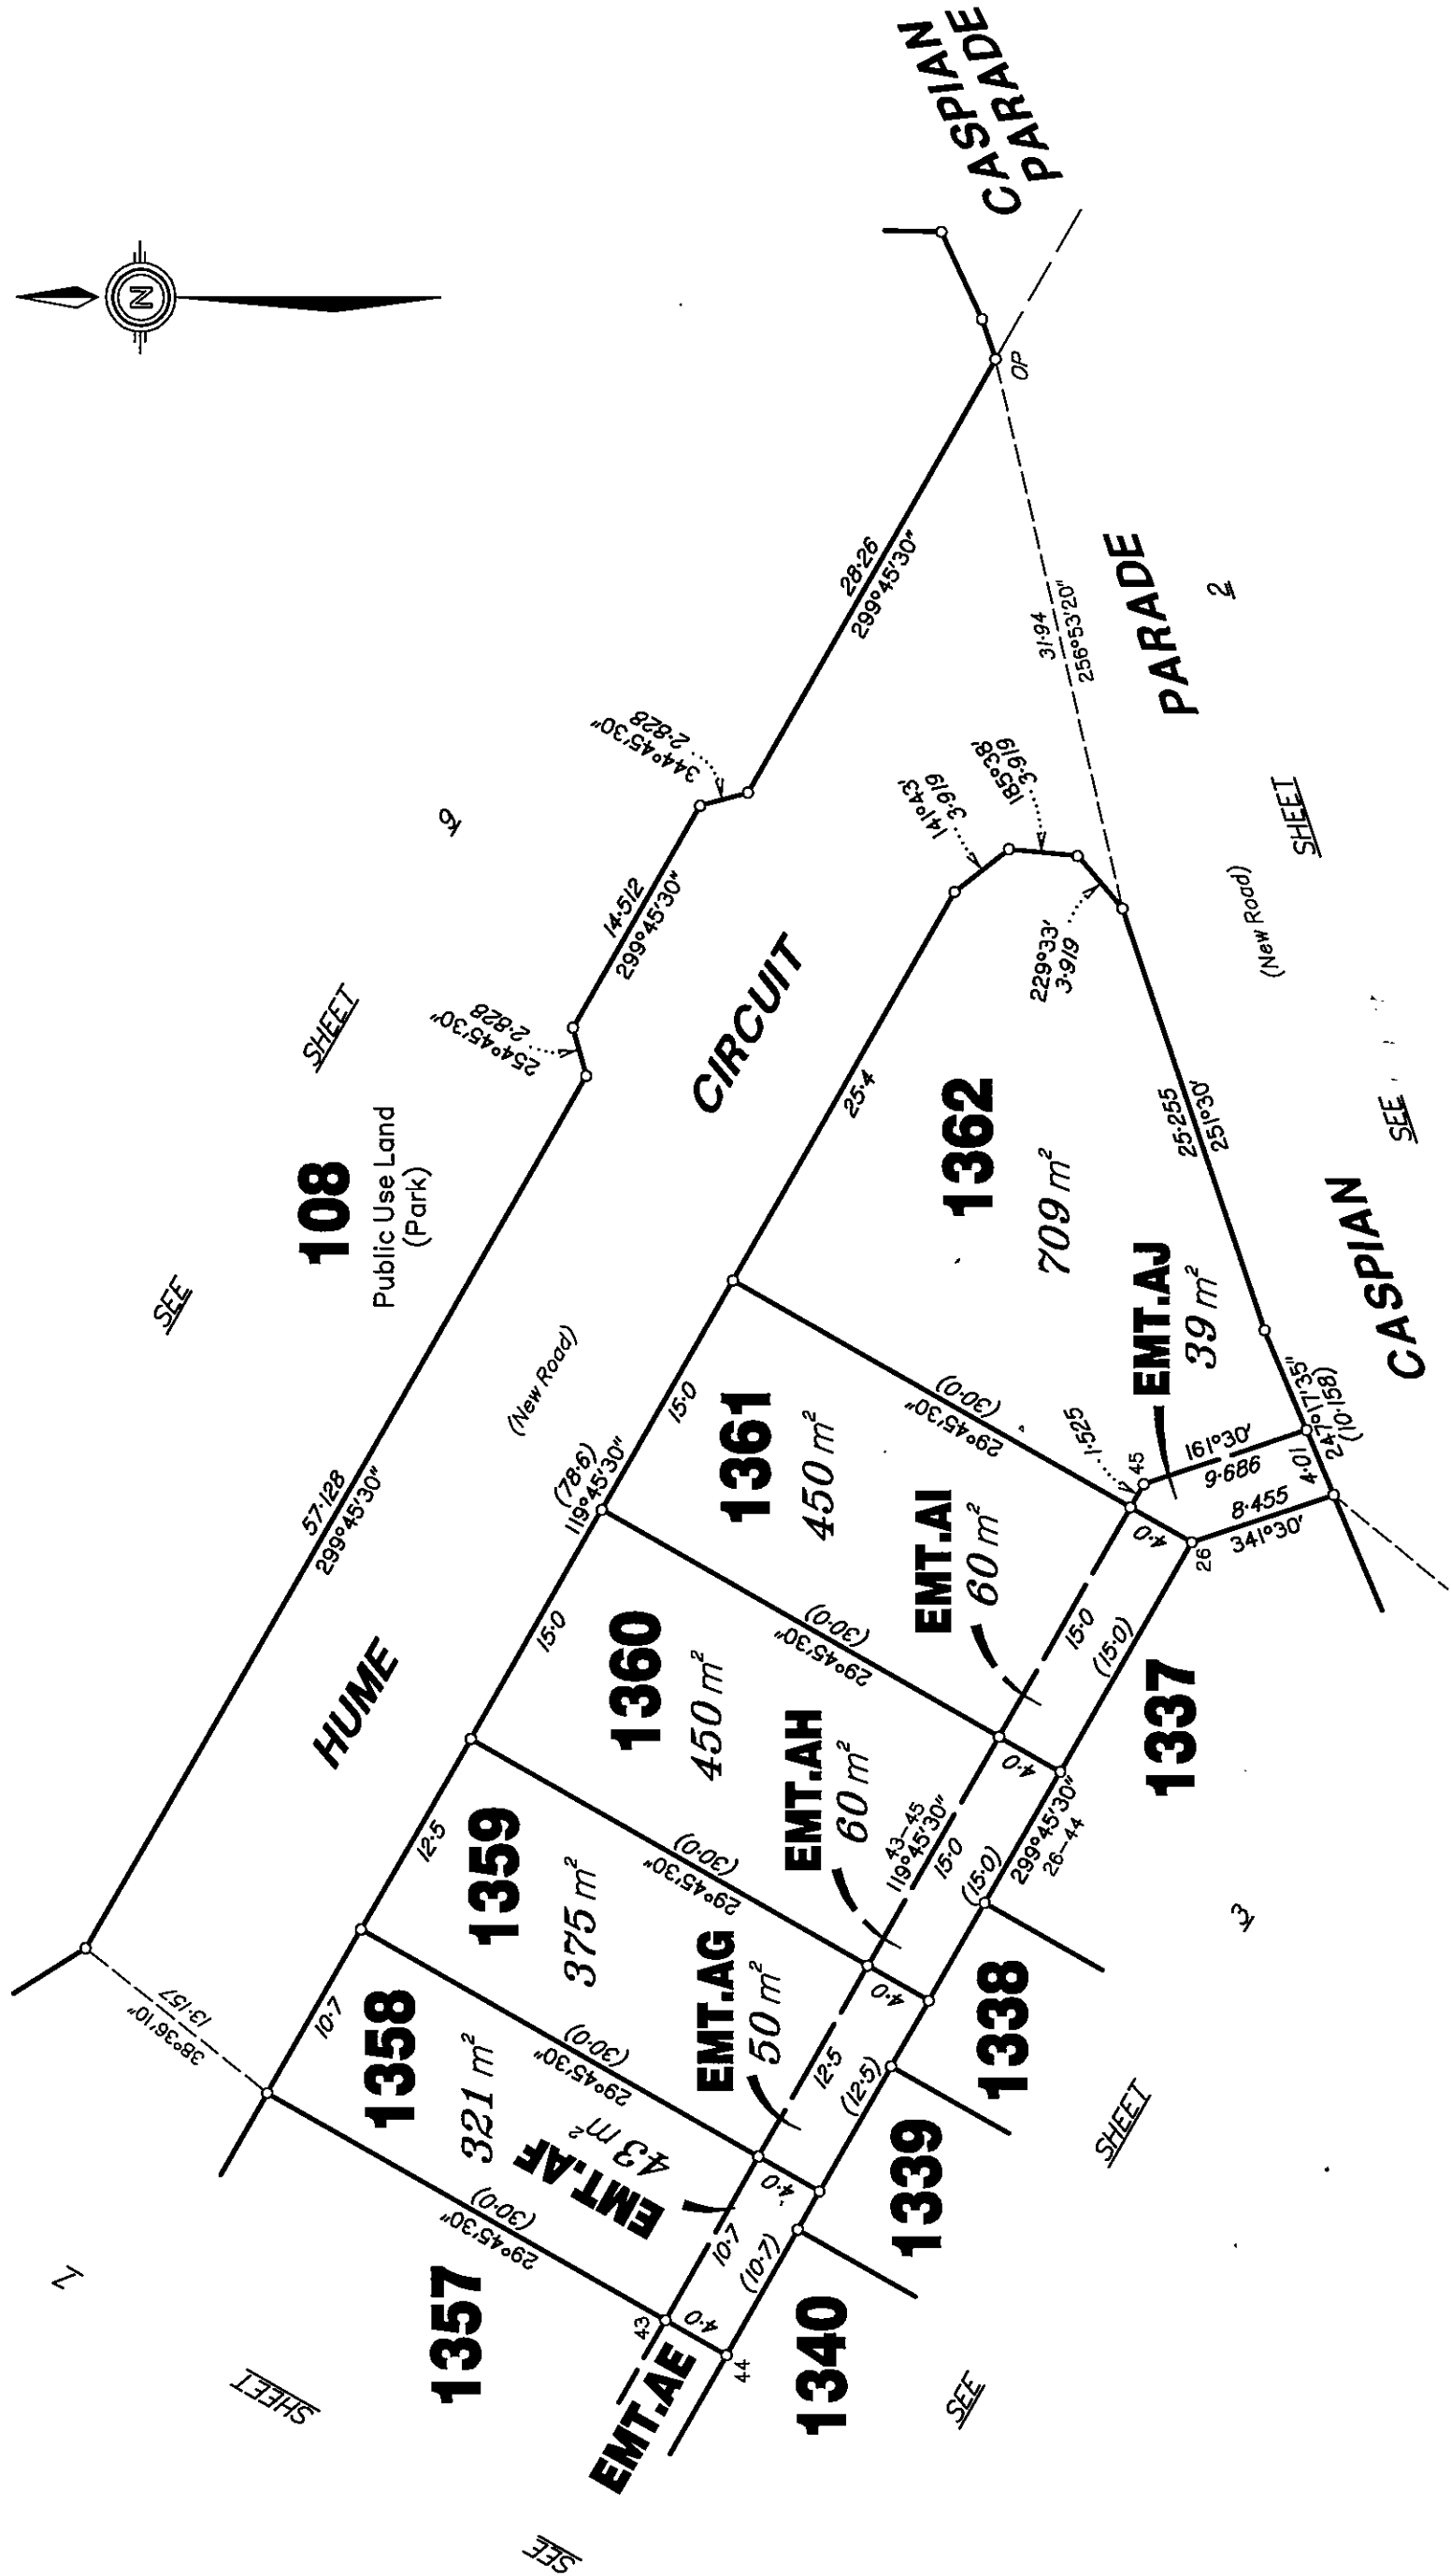 N
CASPIAN
PARADE
OP
28·26
299°45'30"
31·94
256°53'20"
PARADE
2
SHEET
(New Road)
SEE
344°45'30"
2·828
6
14·512
299°45'30"
254°45'30"
2·828
SHEET
108
Public Use Land
(Park)
SEE
57·128
299°45'30"
CIRCUIT
HUME
(New Road)
141°43'
3·919
185°38'
3·919
229°33'
3·919
25·4
1362
709 m²
25·255
251°30'
EMT.AJ
39 m²
CASPIAN
247°17'35"
(10·158)
4·01
161°30'
9·686
8·455
341°30'
45
1·525
26
4·0
15·0
(78·6)
119°45'30"
1361
450 m²
29°45'30"
(30·0)
EMT.AI
60 m²
15·0
(15·0)
1337
15·0
1360
450 m²
29°45'30"
(30·0)
EMT.AH
60 m²
43–45
119°45'30"
15·0
(15·0)
299°45'30"
26–44
4·0
3
12·5
1359
375 m²
29°45'30"
(30·0)
EMT.AG
50 m²
12·5
(12·5)
4·0
1338
SHEET
10·7
1358
321 m²
29°45'30"
(30·0)
EMT.AF
43 m²
10·7
(10·7)
4·0
1339
38°36'10"
13·157
29°45'30"
(30·0)
1357
43
4·0
44
EMT.AE
1340
SEE
7
SHEET
SEE